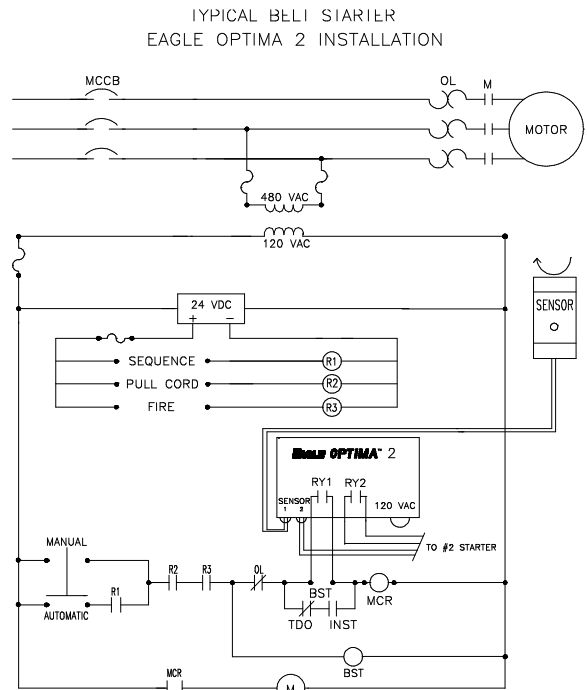 TYPICAL BELT STARTER
EAGLE OPTIMA 2 INSTALLATION
MCCB
OL
M
MOTOR
480 VAC
120 VAC
24 VDC
+ −
SENSOR
SEQUENCE
R1
PULL CORD
R2
FIRE
R3
EAGLE OPTIMA™ 2
RY1
RY2
SENSOR
1 2
120 VAC
TO #2 STARTER
MANUAL
AUTOMATIC
R1
R2
R3
OL
BST
TDO
INST
MCR
BST
MCR
M